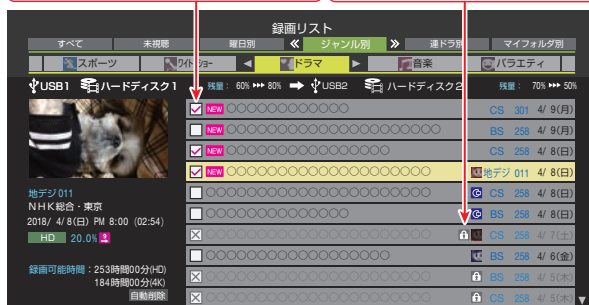 録画リスト
すべて 未視聴 曜日別 ジャンル別 連ドラ別 マイフォルダ別
スポーツ ワイドショー ドラマ 音楽 バラエティ
USB1 ハードディスク1 残量: 60% 80% USB2 ハードディスク2 残量: 70% 50%
NEW ○○○○○○○○○○○○ CS 301 4/ 9(月)
NEW ○○○○○○○○○○○○○○○○○○○○○ BS 258 4/ 9(月)
NEW ○○○○○○○○○○○○○○○○ CS 258 4/ 8(日)
NEW ○○○○○○○○○○○○○○○○○○○○ 地デジ 011 4/ 8(日)
○○○○○○○○○○○○○○○○○○○○ CS 258 4/ 8(日)
○○○○○○○○○○○○ BS 258 4/ 8(日)
○○○○○○○○○○○○○○○○○○○○ CS 258 4/ 7(土)
○○○○○○○○○○○○○○○○○○○○ BS 258 4/ 6(金)
○○○○○○○○○○○○○○○○ BS 258 4/ 5(木)
○○○○○○○○○○○○○○○○ CS 258 4/ 5(木)
地デジ 011
NHK総合・東京
2018/ 4/ 8(日) PM 8:00 (02:54)
HD 20.0%
録画可能時間：253時間00分(HD)
184時間00分(4K)
自動削除